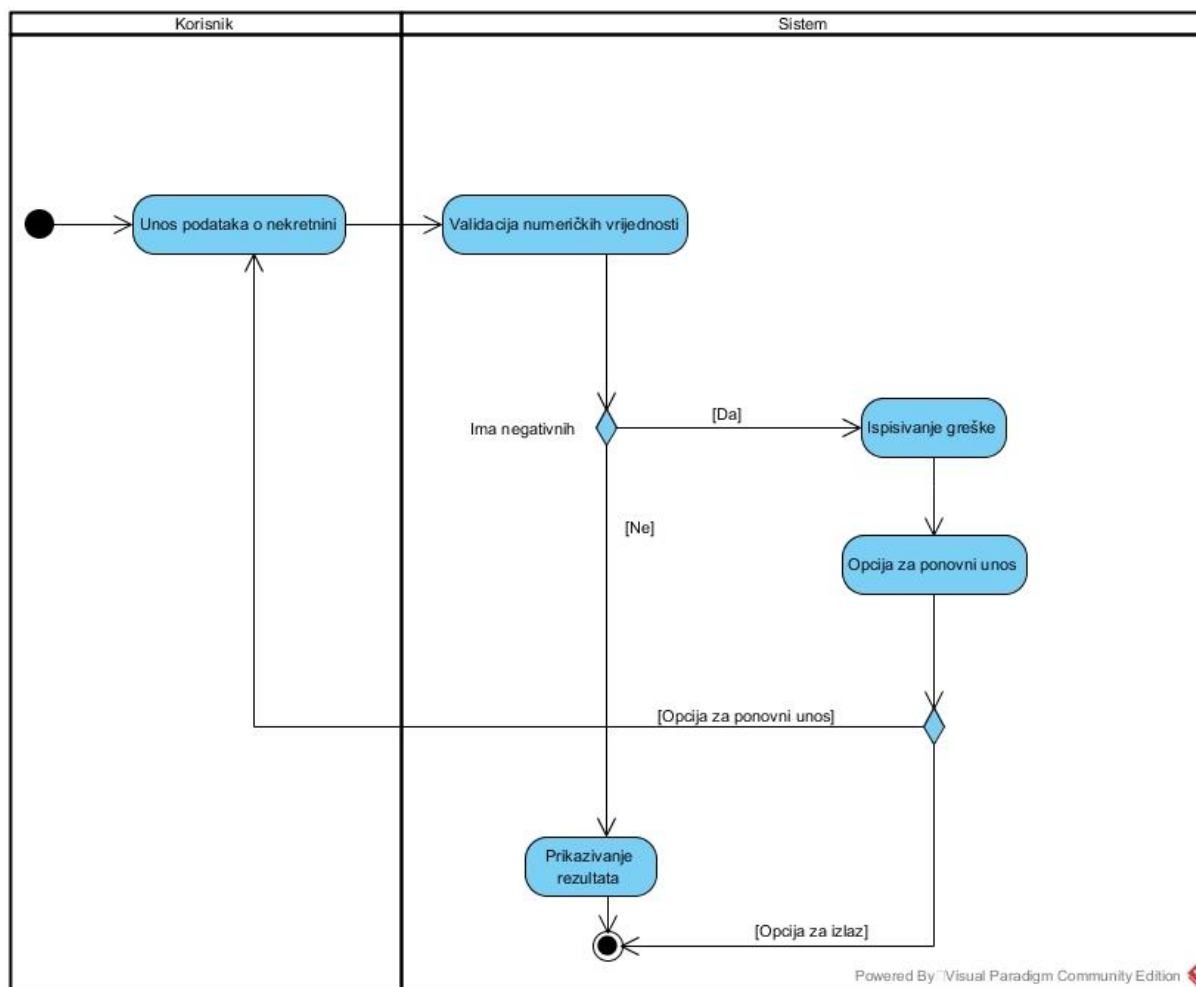 Korisnik
Sistem
Unos podataka o nekretnini
Validacija numeričkih vrijednosti
Ima negativnih
[Da]
Ispisivanje greške
[Ne]
Opcija za ponovni unos
[Opcija za ponovni unos]
Prikazivanje
rezultata
[Opcija za izlaz]
Powered By Visual Paradigm Community Edition